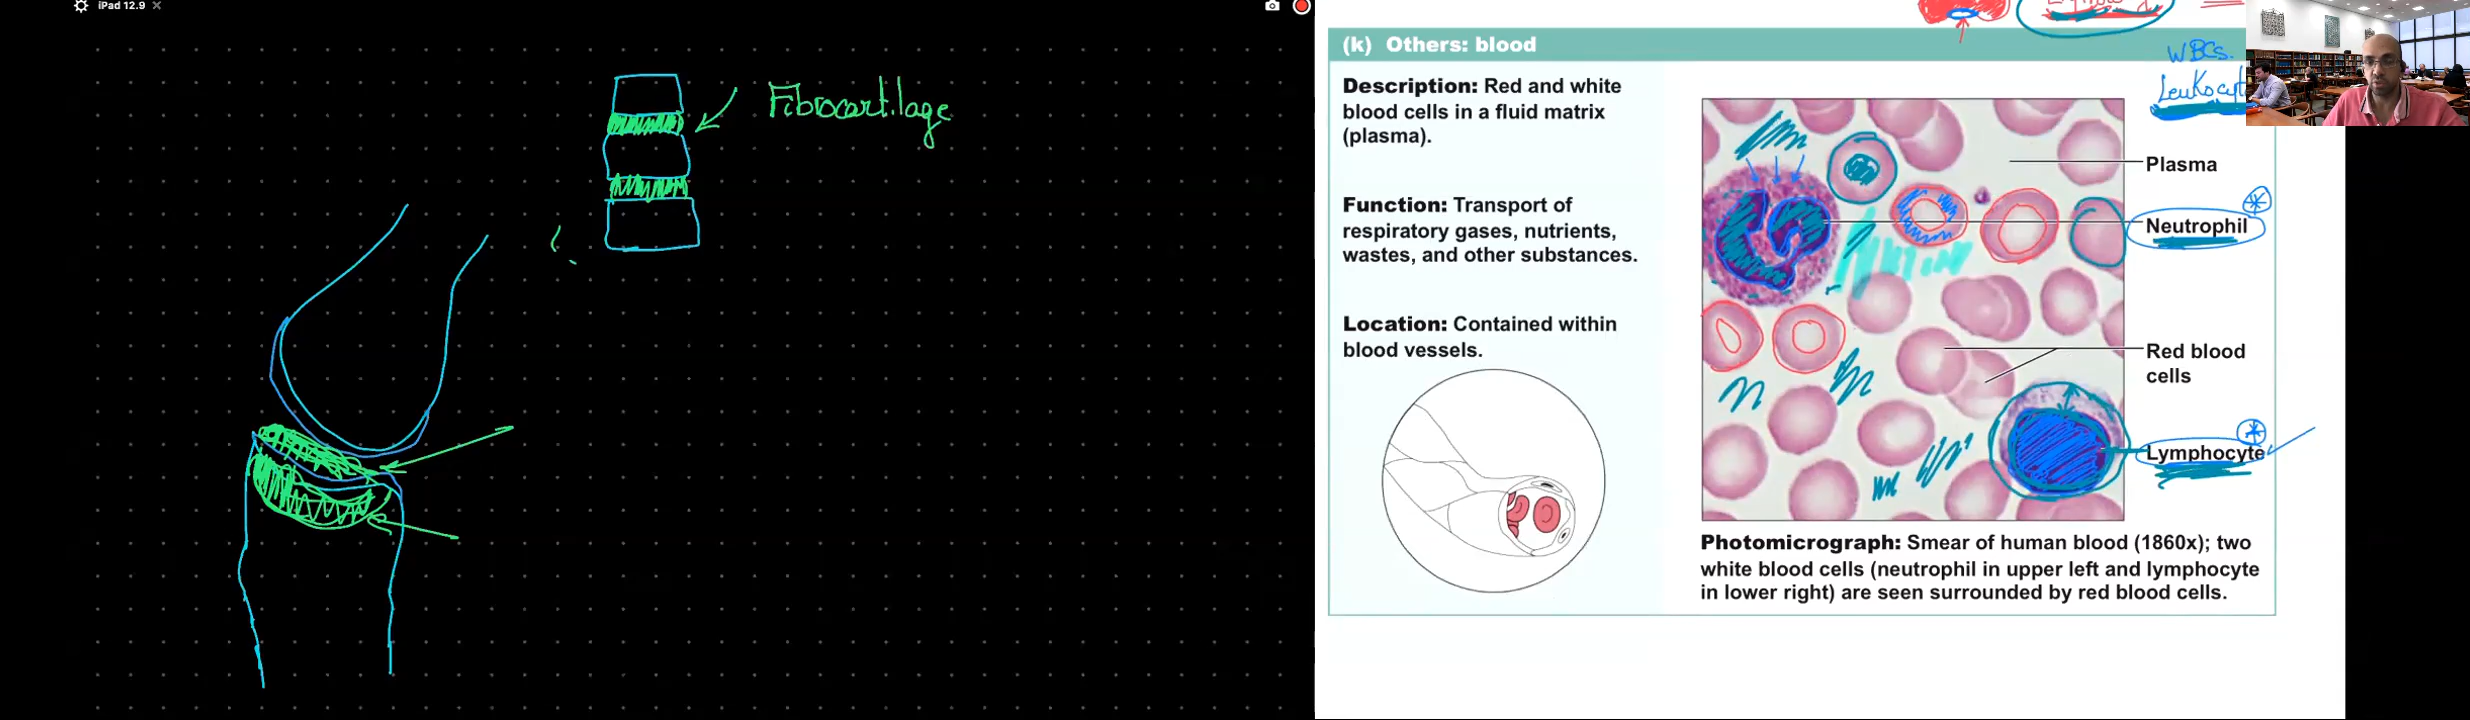 iPad 12.9
Fibrocartilage
(k) Others: blood
WBCs.
Description: Red and white
blood cells in a fluid matrix
(plasma).
Function: Transport of
respiratory gases, nutrients,
wastes, and other substances.
Location: Contained within
blood vessels.
Plasma
Neutrophil
Red blood
cells
Lymphocyte
Photomicrograph: Smear of human blood (1860x); two
white blood cells (neutrophil in upper left and lymphocyte
in lower right) are seen surrounded by red blood cells.